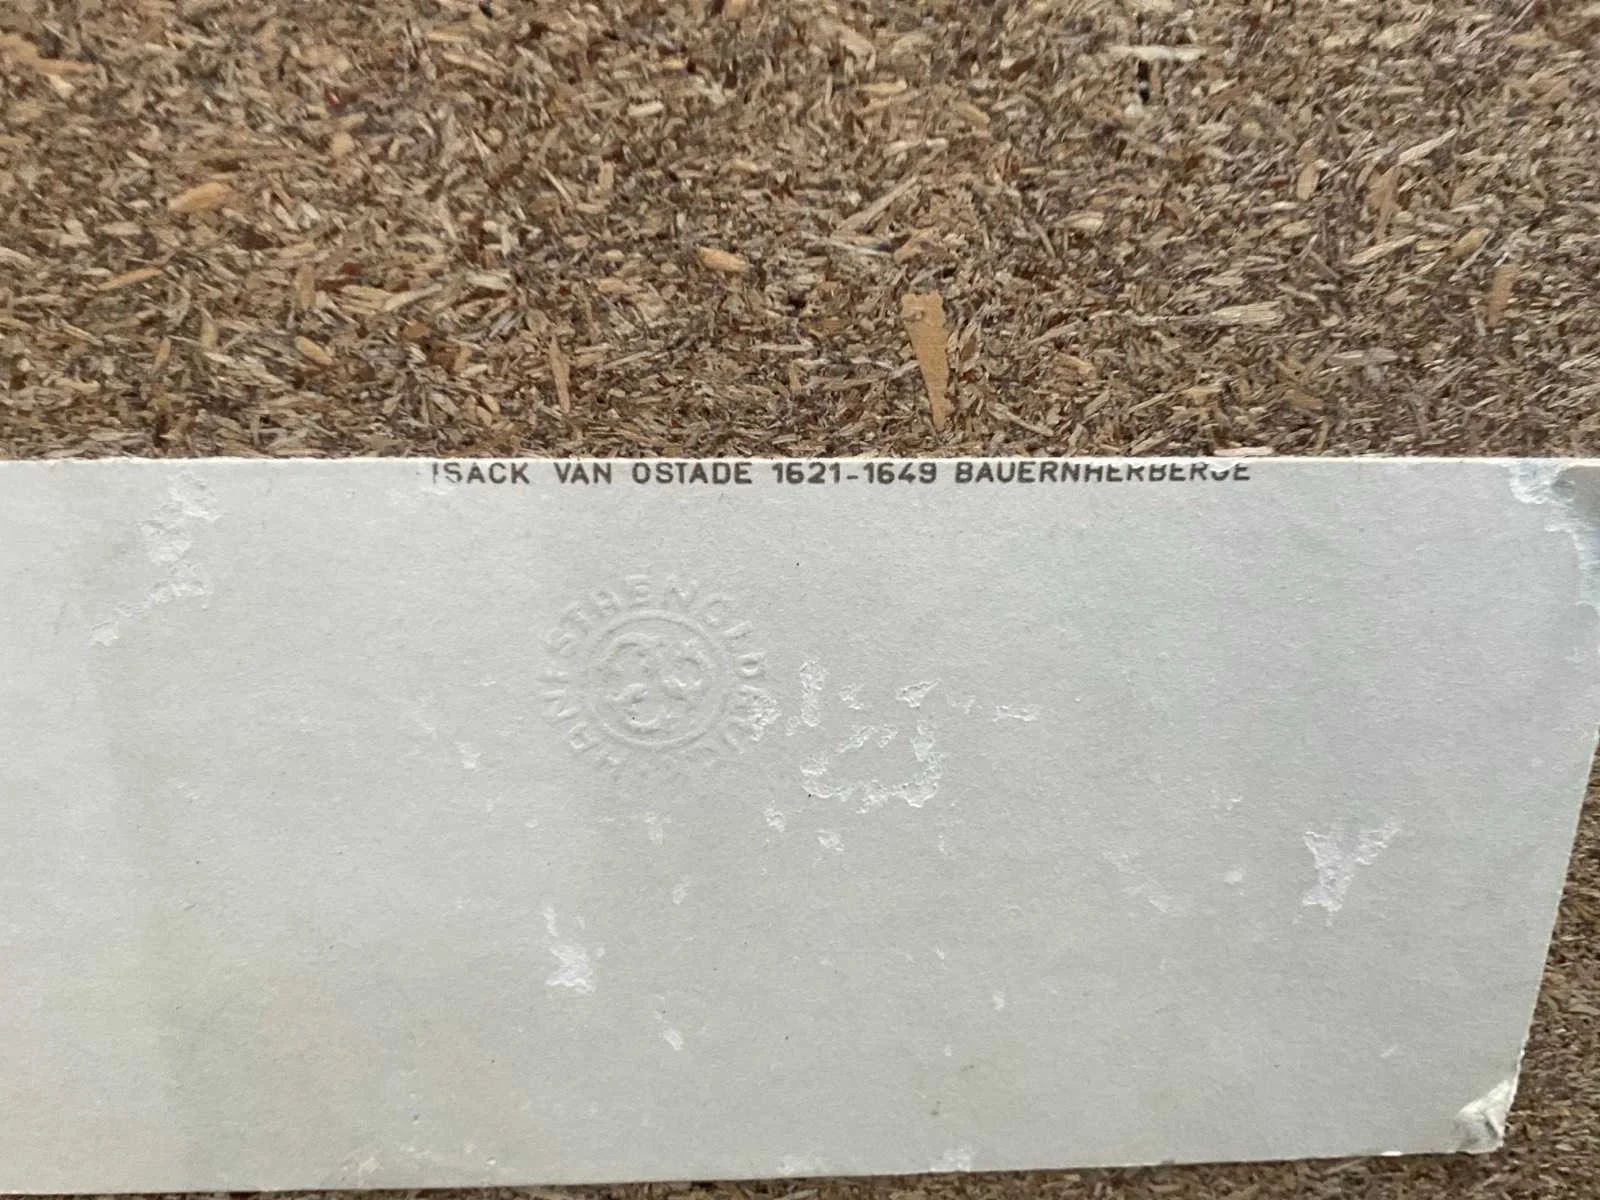 ISACK VAN OSTADE 1621-1649 BAUERNHERBERGE